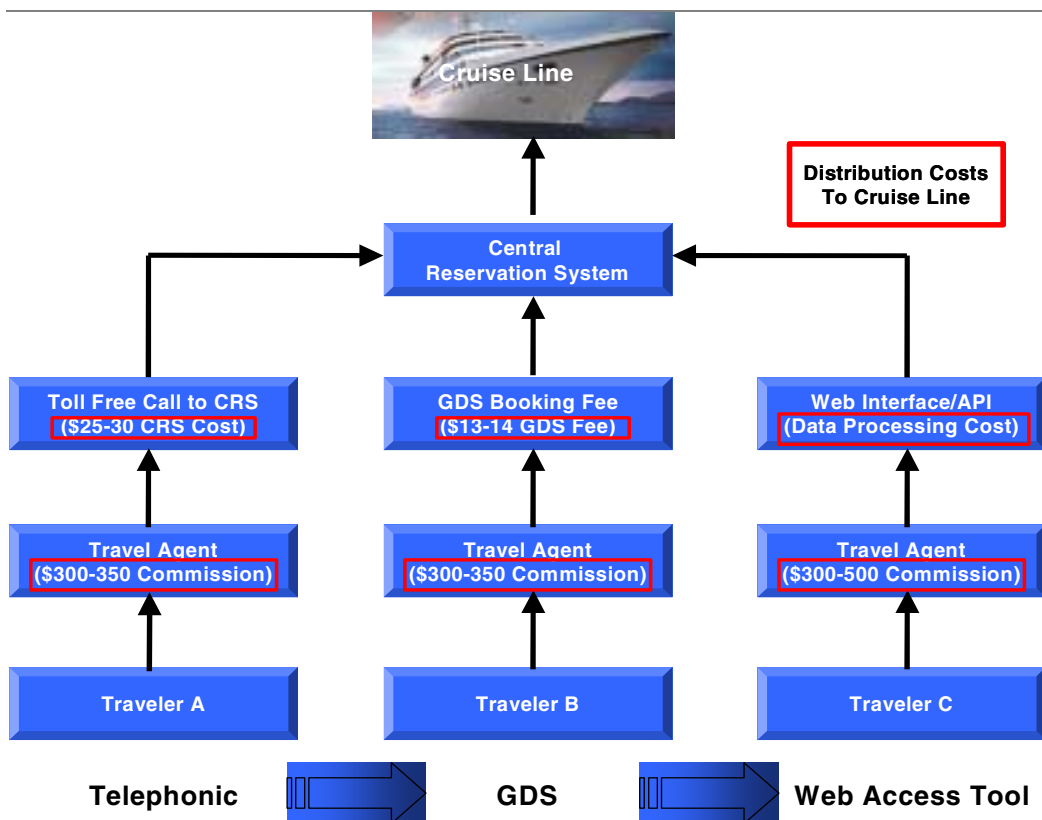 Cruise Line
Distribution Costs
To Cruise Line
Central
Reservation System
Toll Free Call to CRS
($25-30 CRS Cost)
GDS Booking Fee
($13-14 GDS Fee)
Web Interface/API
(Data Processing Cost)
Travel Agent
($300-350 Commission)
Travel Agent
($300-350 Commission)
Travel Agent
($300-500 Commission)
Traveler A
Traveler B
Traveler C
Telephonic
GDS
Web Access Tool